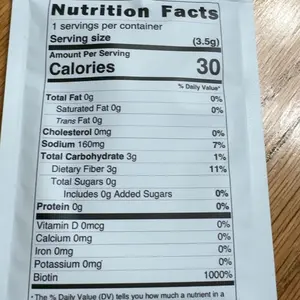 Nutrition Facts
1 servings per container
Serving size (3.5g)
Amount Per Serving
Calories 30
% Daily Value*
Total Fat 0g 0%
Saturated Fat 0g 0%
Trans Fat 0g
Cholesterol 0mg 0%
Sodium 160mg 7%
Total Carbohydrate 3g 1%
Dietary Fiber 3g 11%
Total Sugars 0g
Includes 0g Added Sugars 0%
Protein 0g 0%
Vitamin D 0mcg 0%
Calcium 0mg 0%
Iron 0mg 0%
Potassium 0mg 0%
Biotin 1000%
* The % Daily Value (DV) tells you how much a nutrient in a